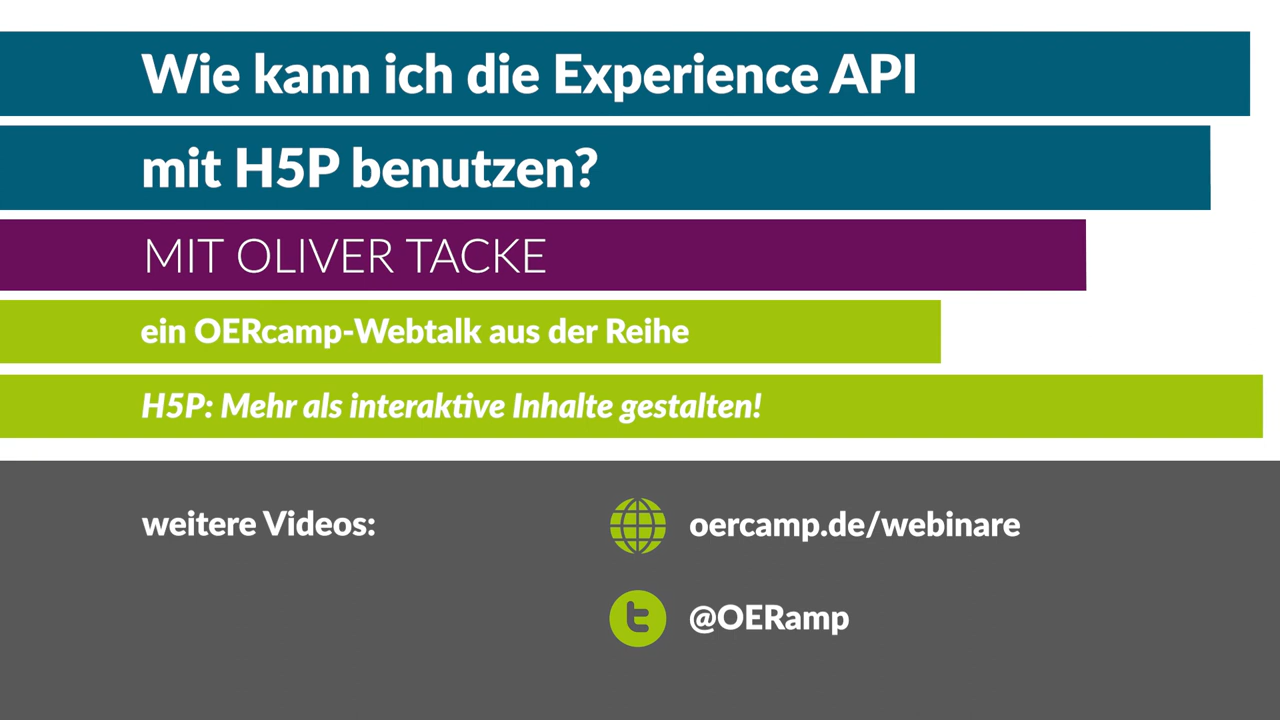 Wie kann ich die Experience API
mit H5P benutzen?
MIT OLIVER TACKE
ein OERcamp-Webtalk aus der Reihe
H5P: Mehr als interaktive Inhalte gestalten!
weitere Videos:
oercamp.de/webinare
@OERamp